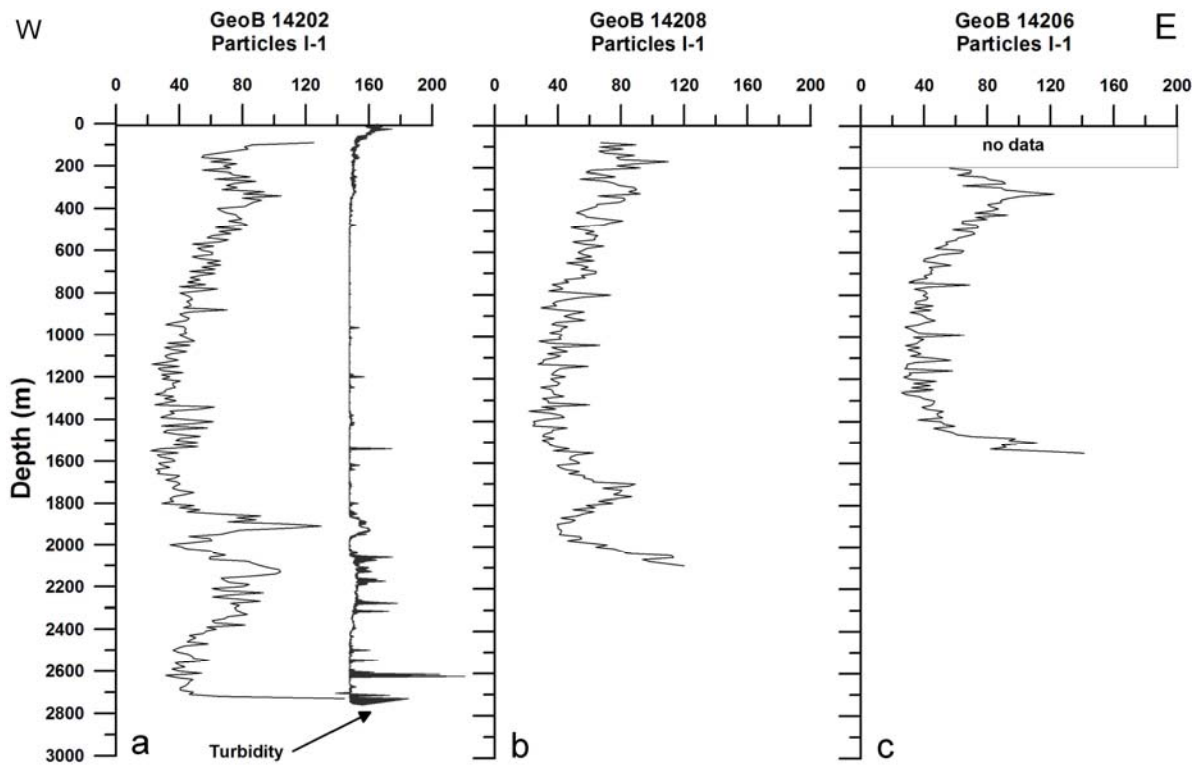 W
GeoB 14202
Particles I-1
GeoB 14208
Particles I-1
GeoB 14206
Particles I-1
E
0 40 80 120 160 200
0 40 80 120 160 200
0 40 80 120 160 200
no data
0
200
400
600
800
1000
1200
1400
1600
1800
2000
2200
2400
2600
2800
3000
Depth (m)
Turbidity
a
b
c